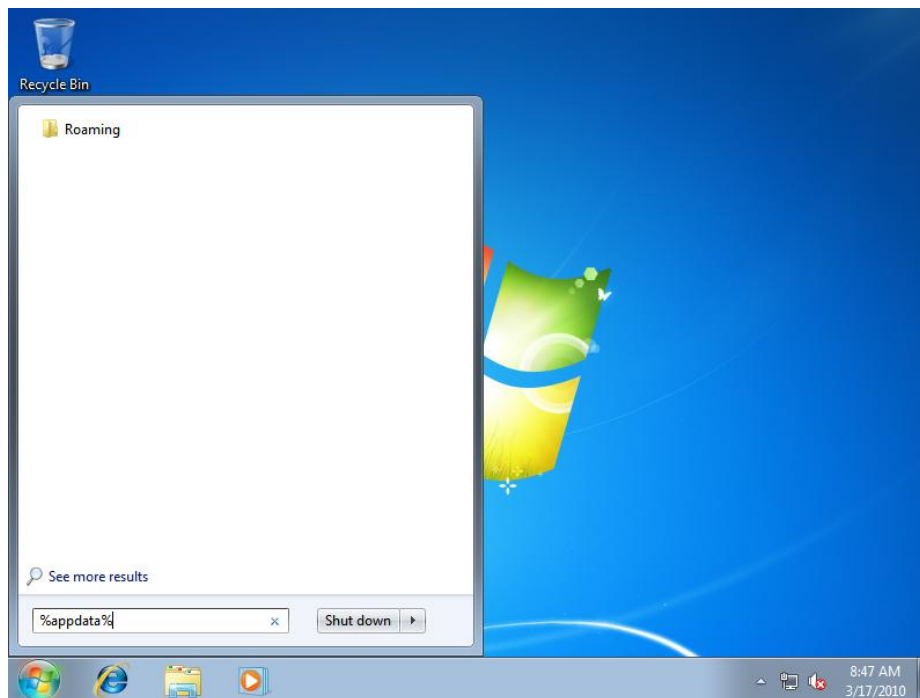 Recycle Bin
Roaming
See more results
%appdata%
Shut down
8:47 AM
3/17/2010